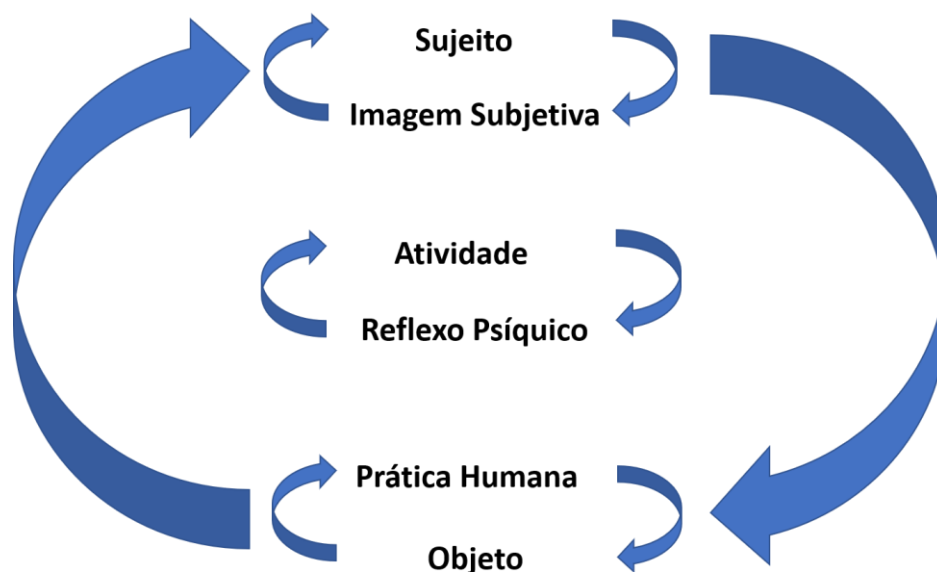 Sujeito
Imagem Subjetiva
Atividade
Reflexo Psíquico
Prática Humana
Objeto